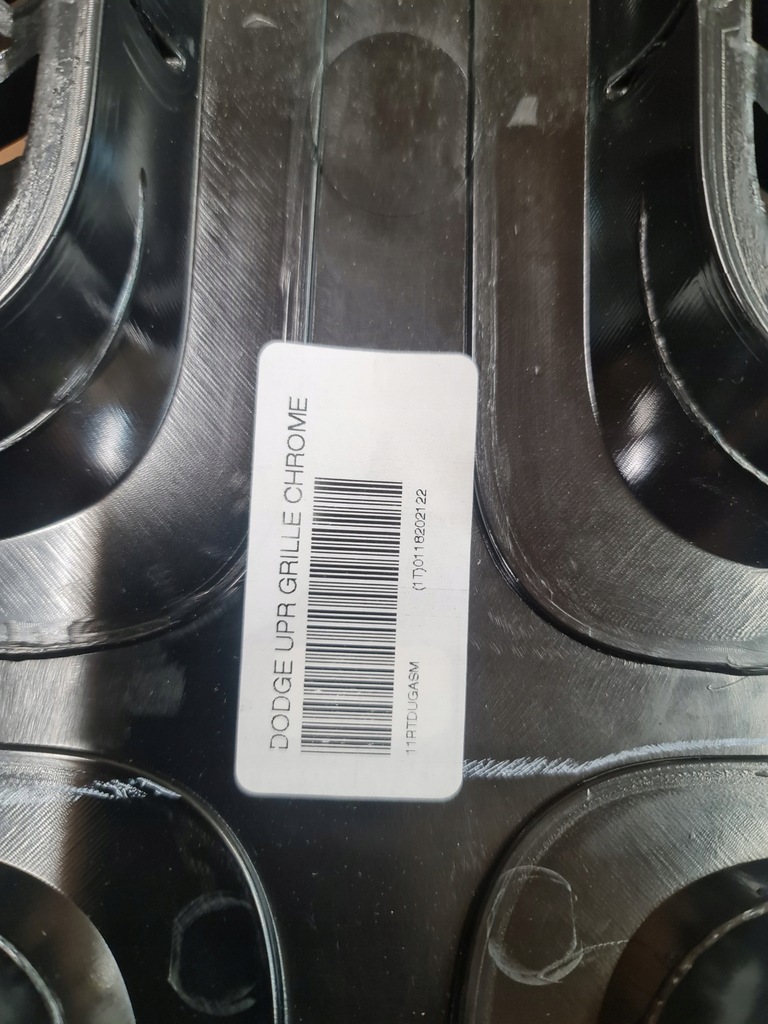 DODGE UPR GRILLE CHROME
11RTDUGASM
(1T)0118202122